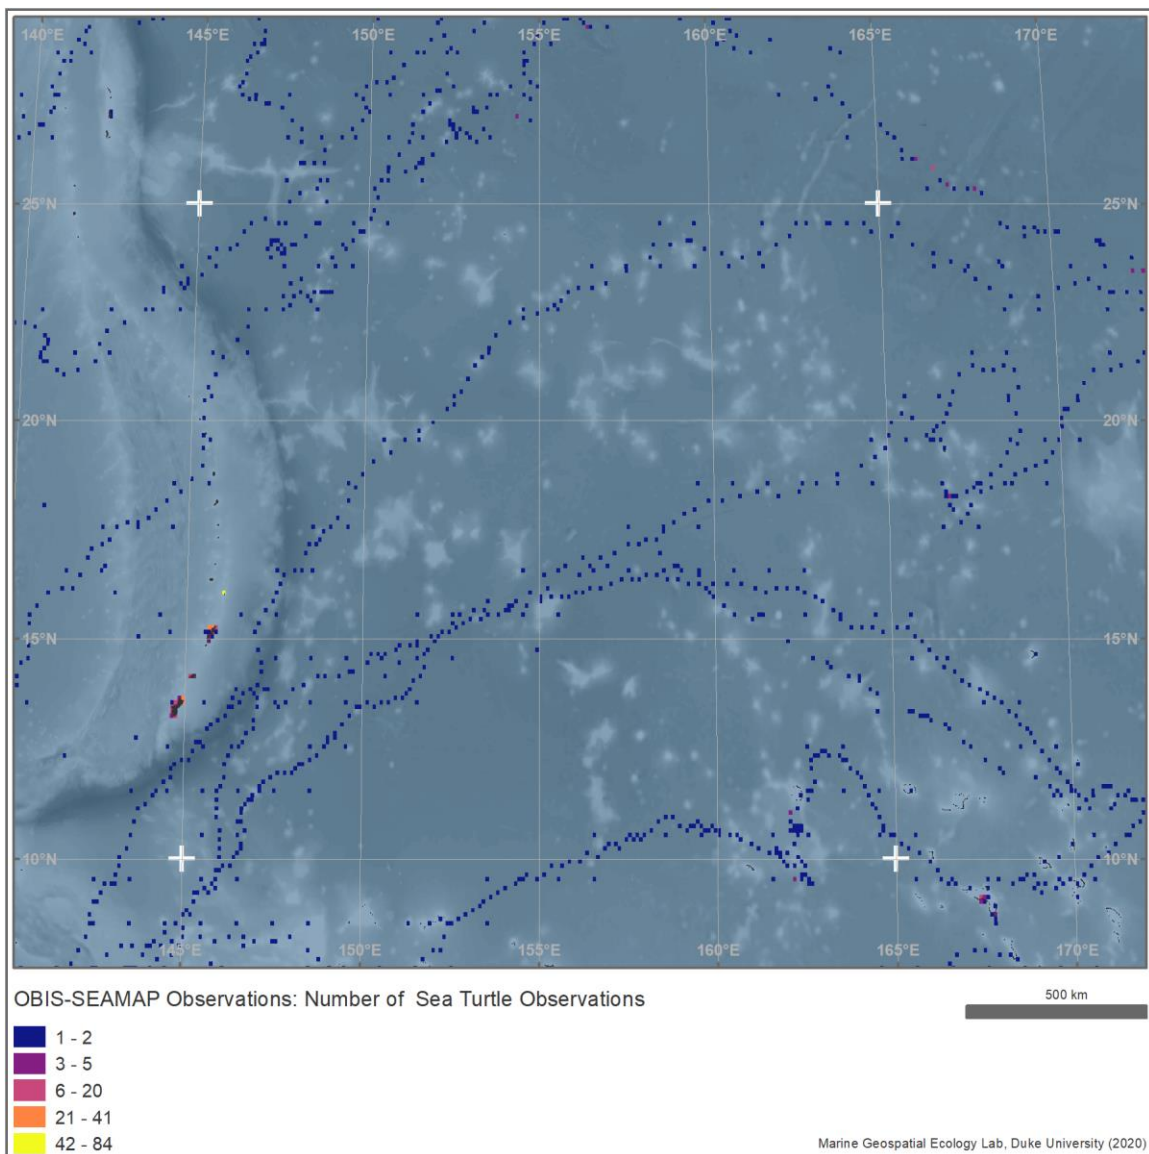 140°E 145°E 150°E 155°E 160°E 165°E 170°E
25°N 25°N
20°N 20°N
15°N 15°N
10°N 10°N
145°E 150°E 155°E 160°E 165°E 170°E
OBIS-SEAMAP Observations: Number of Sea Turtle Observations
500 km
1 - 2
3 - 5
6 - 20
21 - 41
42 - 84
Marine Geospatial Ecology Lab, Duke University (2020)